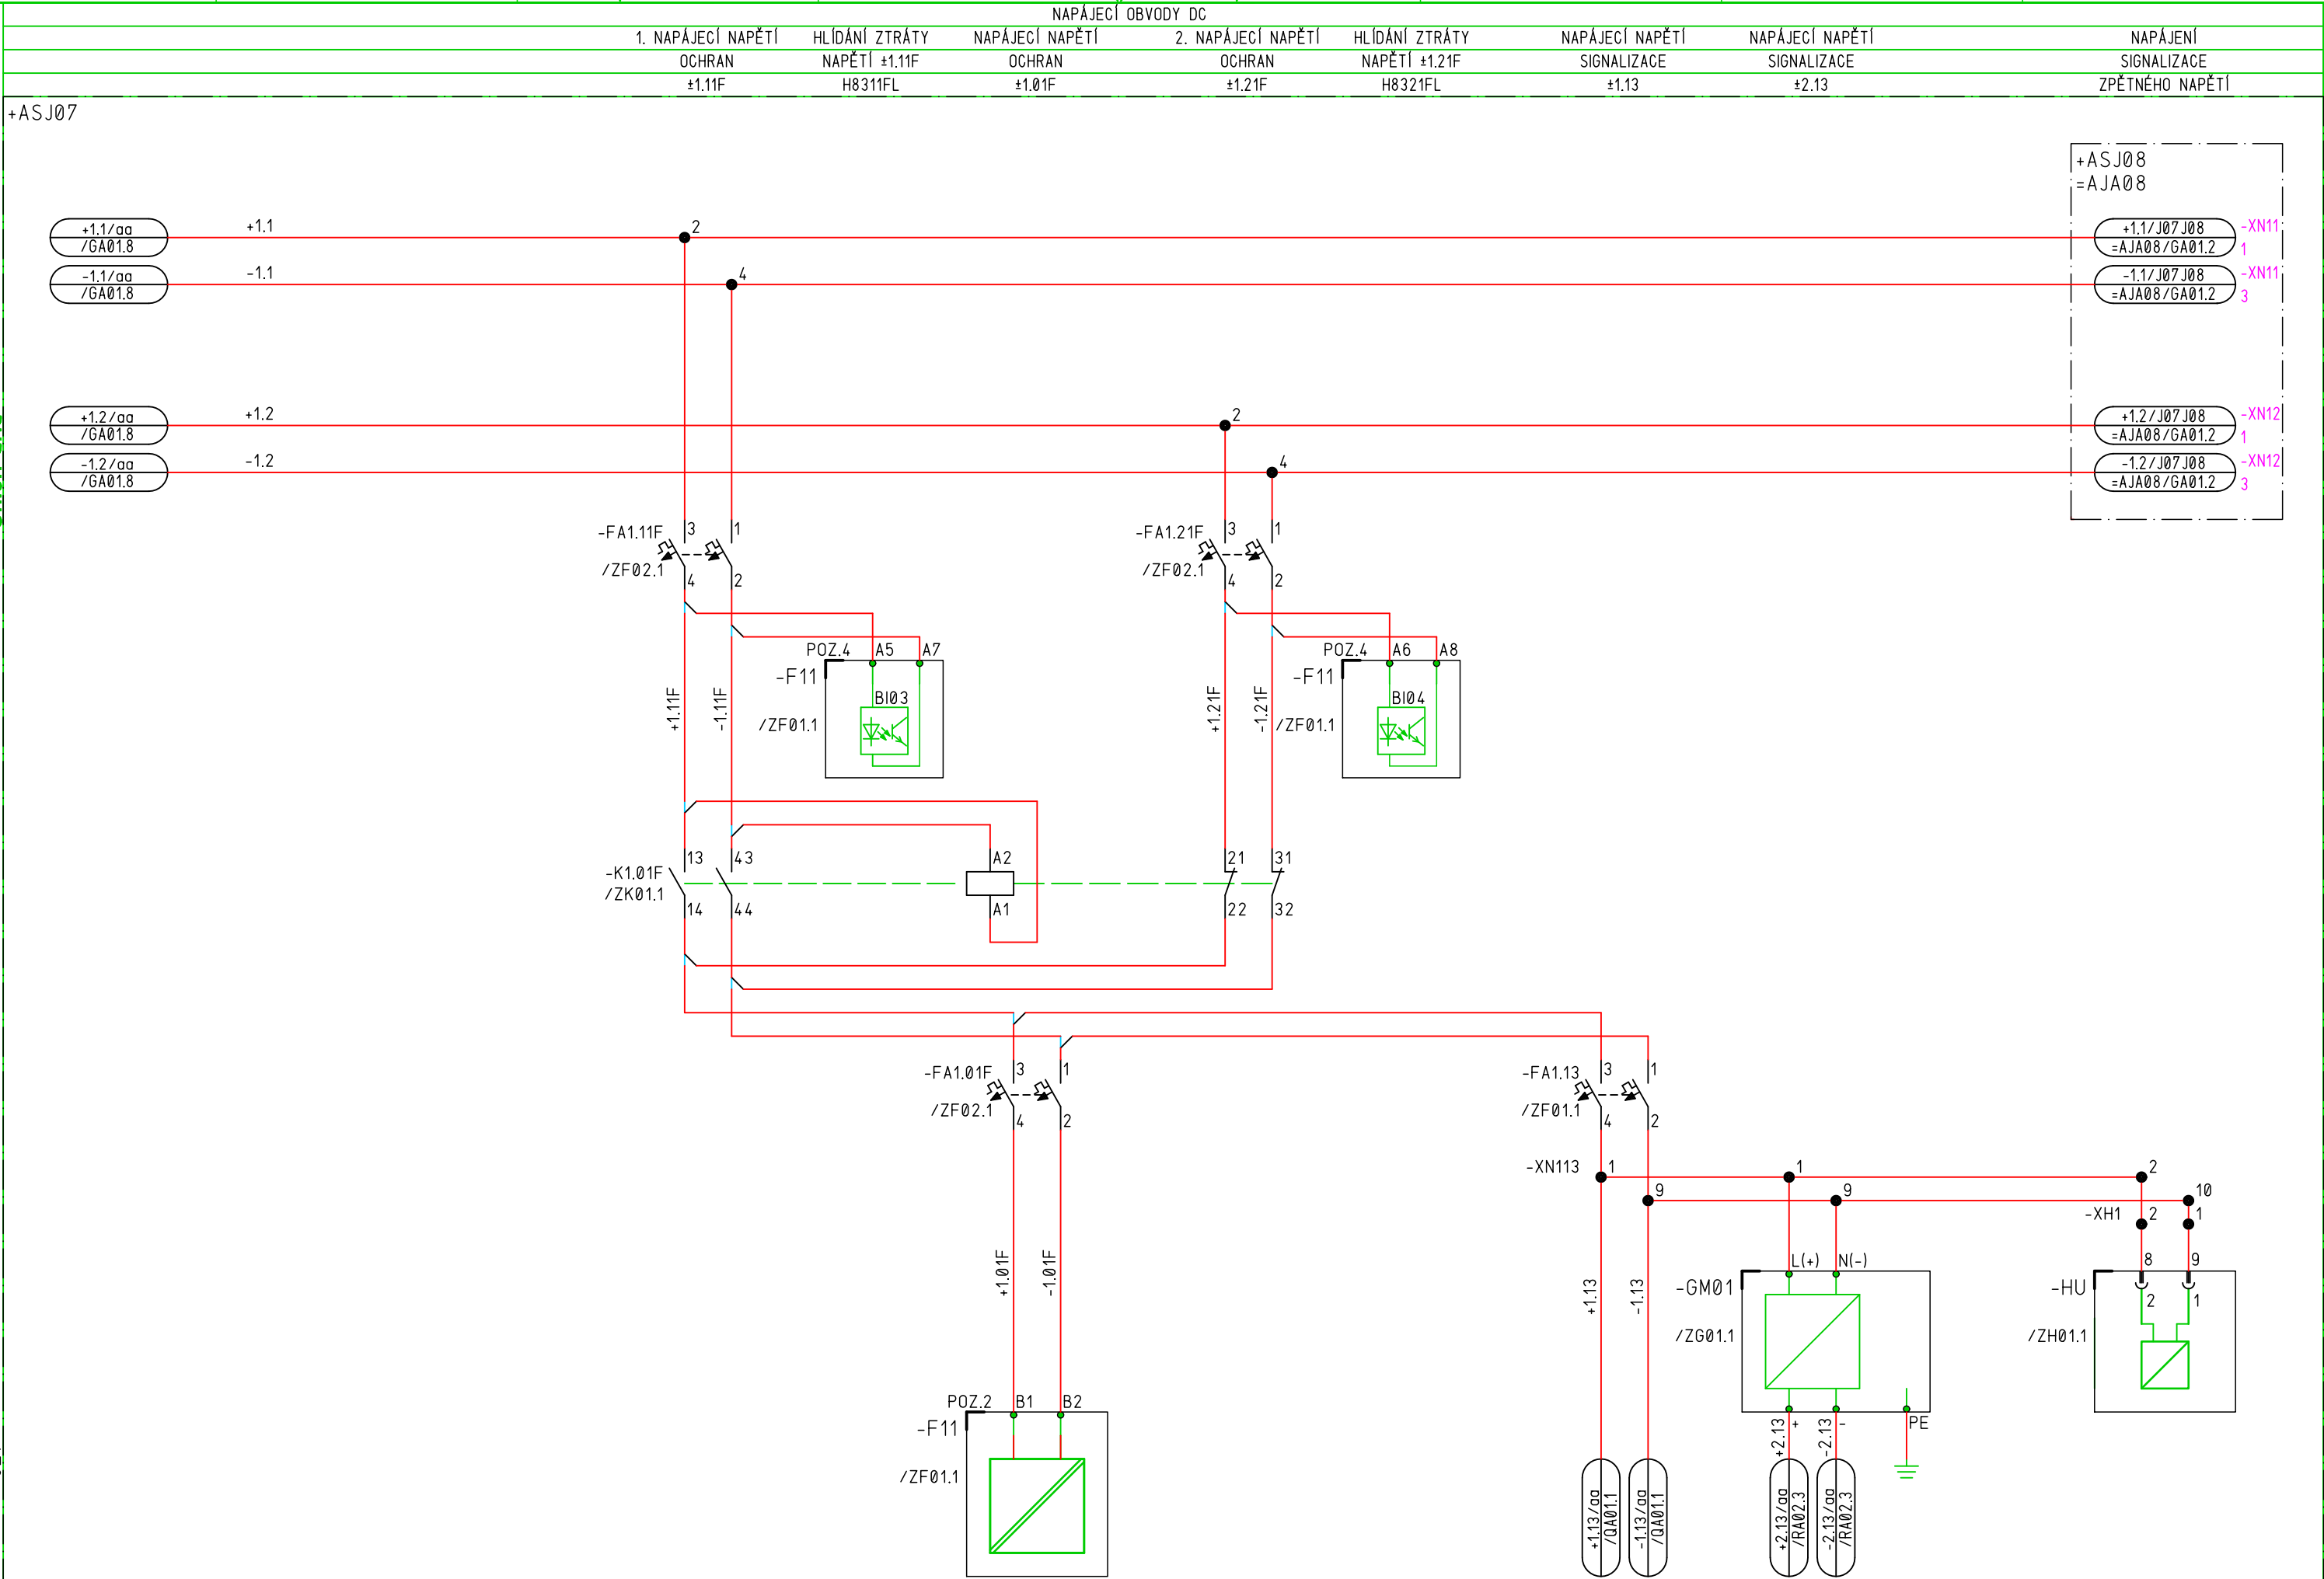 NAPÁJECÍ OBVODY DC
1. NAPÁJECÍ NAPĚTÍ HLÍDÁNÍ ZTRÁTY NAPÁJECÍ NAPĚTÍ 2. NAPÁJECÍ NAPĚTÍ HLÍDÁNÍ ZTRÁTY NAPÁJECÍ NAPĚTÍ NAPÁJECÍ NAPĚTÍ NAPÁJENÍ
OCHRAN NAPĚTÍ ±1.11F OCHRAN OCHRAN NAPĚTÍ ±1.21F SIGNALIZACE SIGNALIZACE SIGNALIZACE
±1.11F H8311FL ±1.01F ±1.21F H8321FL ±1.13 ±2.13 ZPĚTNÉHO NAPĚTÍ
+ASJ07
+ASJ08
=AJA08
+1.1/aa +1.1 2 +1.1/J07J08 -XN11
/GA01.8 =AJA08/GA01.2 1
-1.1/aa -1.1 4 -1.1/J07J08 -XN11
/GA01.8 =AJA08/GA01.2 3
+1.2/aa +1.2 2 +1.2/J07J08 -XN12
/GA01.8 =AJA08/GA01.2 1
-1.2/aa -1.2 4 -1.2/J07J08 -XN12
/GA01.8 =AJA08/GA01.2 3
-FA1.11F 3 1 -FA1.21F 3 1
/ZF02.1 4 2 /ZF02.1 4 2
POZ.4 A5 A7 POZ.4 A6 A8
-F11 -F11
BI03 BI04
+1.11F -1.11F /ZF01.1 +1.21F -1.21F /ZF01.1
13 43 A2 21 31
-K1.01F
/ZK01.1
14 44 A1 22 32
-FA1.01F 3 1 -FA1.13 3 1
/ZF02.1 4 2 /ZF01.1 4 2
-XN113 1 1 2
9 9 10
-XH1 2 1
L(+) N(-) 8 9
+1.01F -1.01F +1.13 -1.13 -GM01 -HU
2 1
/ZG01.1 /ZH01.1
POZ.2 B1 B2
-F11 +2.13 + -2.13 - PE
/ZF01.1
+1.13/aa -1.13/aa +2.13/aa -2.13/aa
/QA01.1 /QA01.1 /RA02.3 /RA02.3